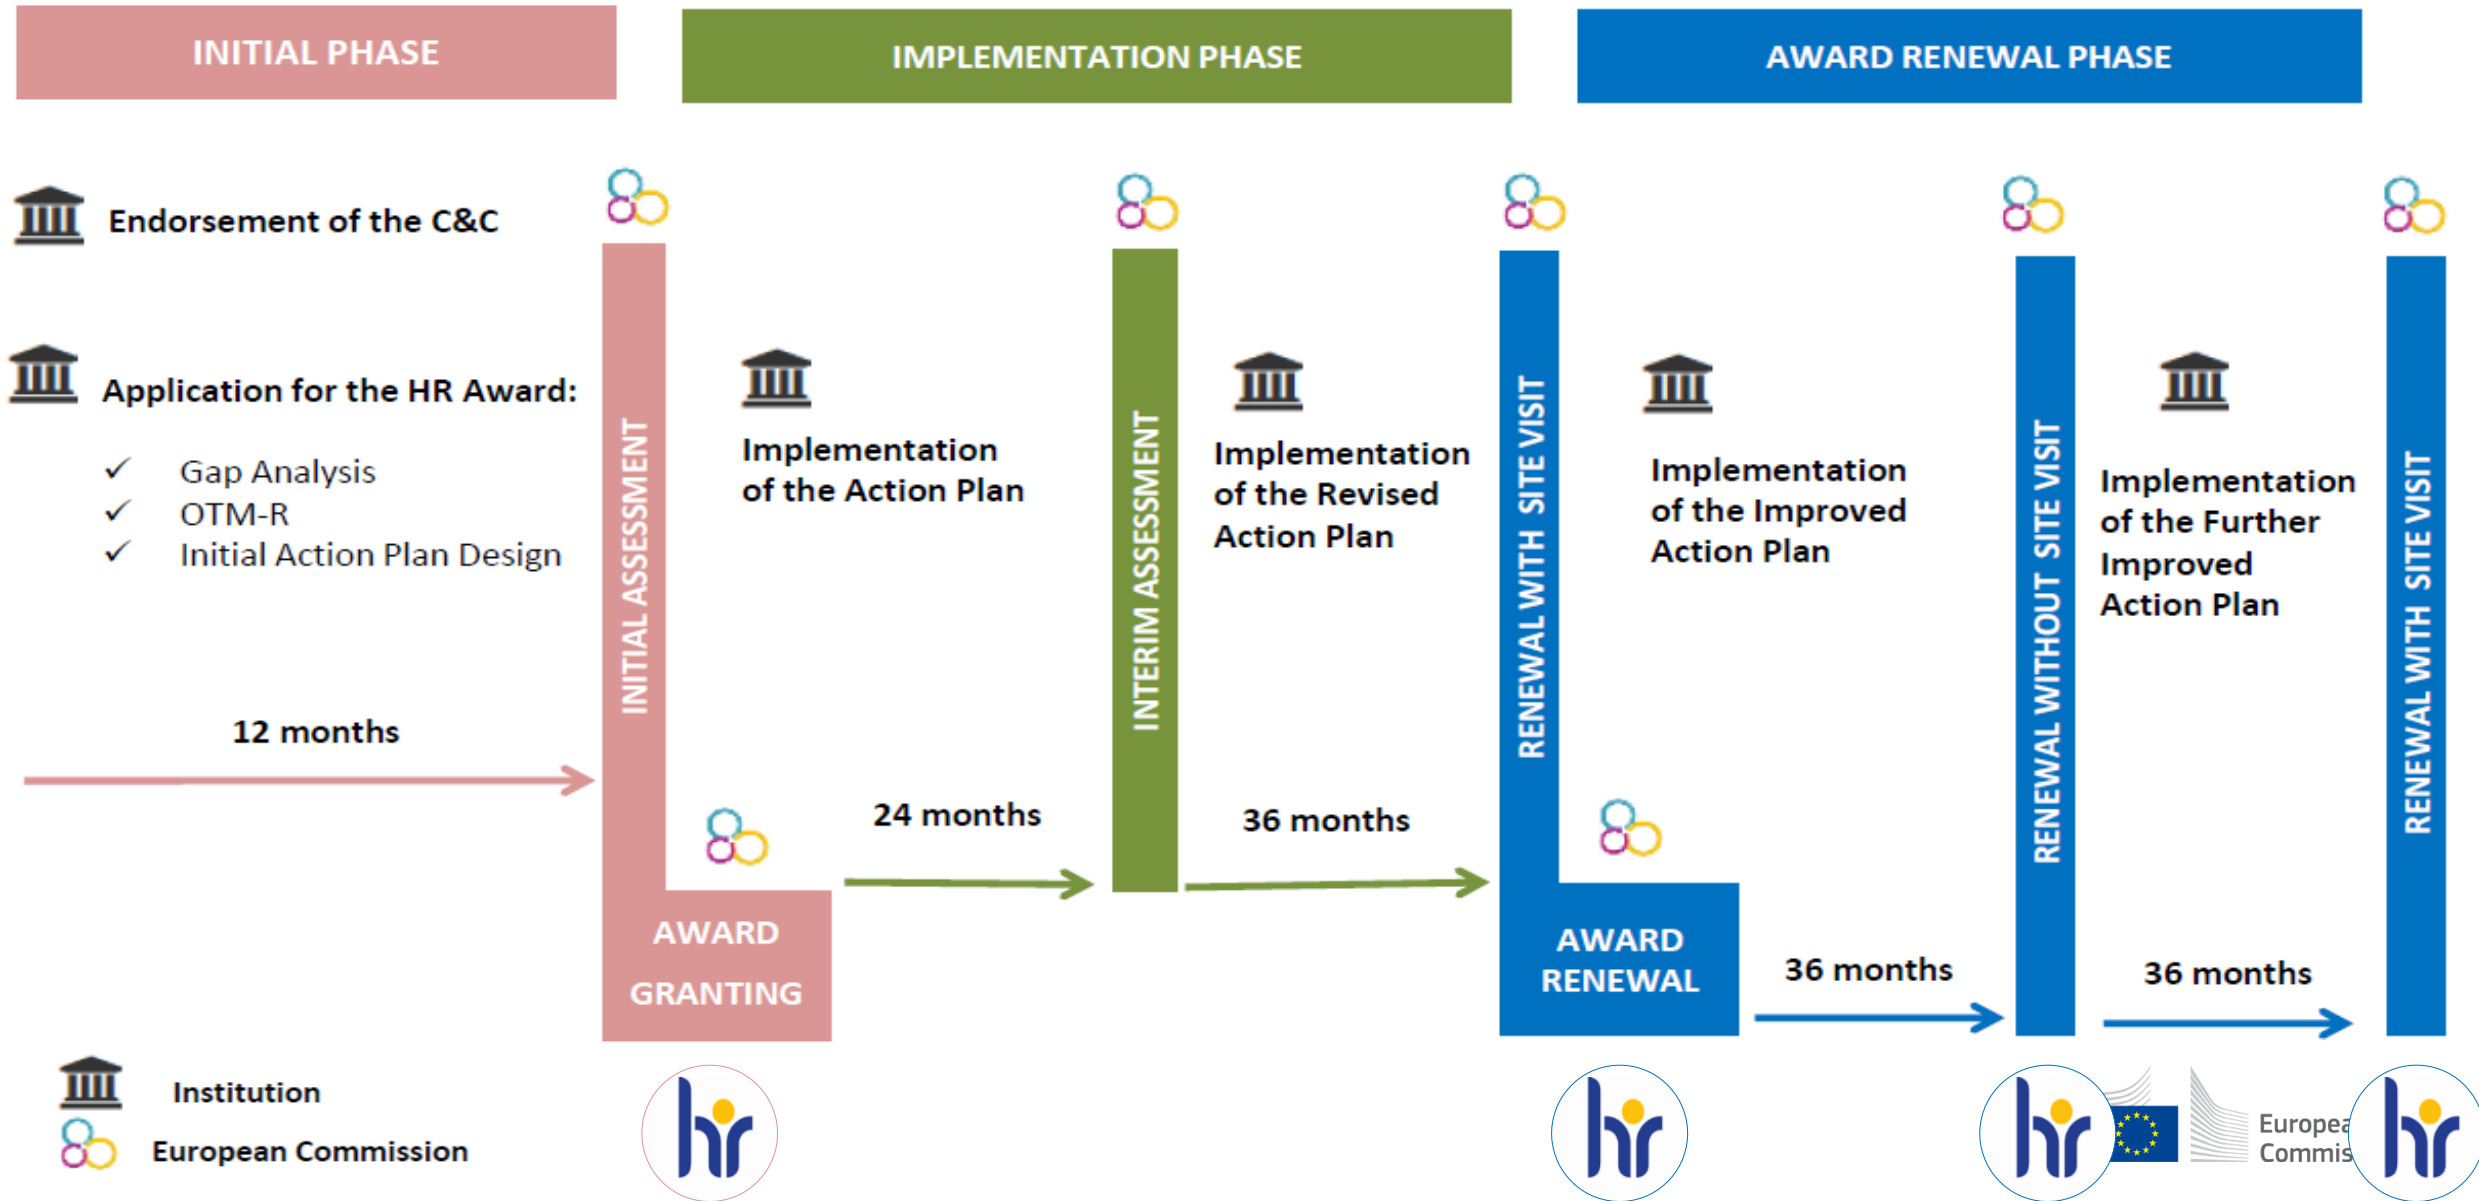 INITIAL PHASE
IMPLEMENTATION PHASE
AWARD RENEWAL PHASE
Endorsement of the C&C
Application for the HR Award:
✓ Gap Analysis
✓ OTM-R
✓ Initial Action Plan Design
12 months
INITIAL ASSESSMENT
AWARD
GRANTING
Implementation
of the Action Plan
24 months
INTERIM ASSESSMENT
Implementation
of the Revised
Action Plan
36 months
RENEWAL WITH SITE VISIT
AWARD
RENEWAL
Implementation
of the Improved
Action Plan
36 months
RENEWAL WITHOUT SITE VISIT
Implementation
of the Further
Improved
Action Plan
36 months
RENEWAL WITH SITE VISIT
Institution
European Commission
hr
hr
hr
hr